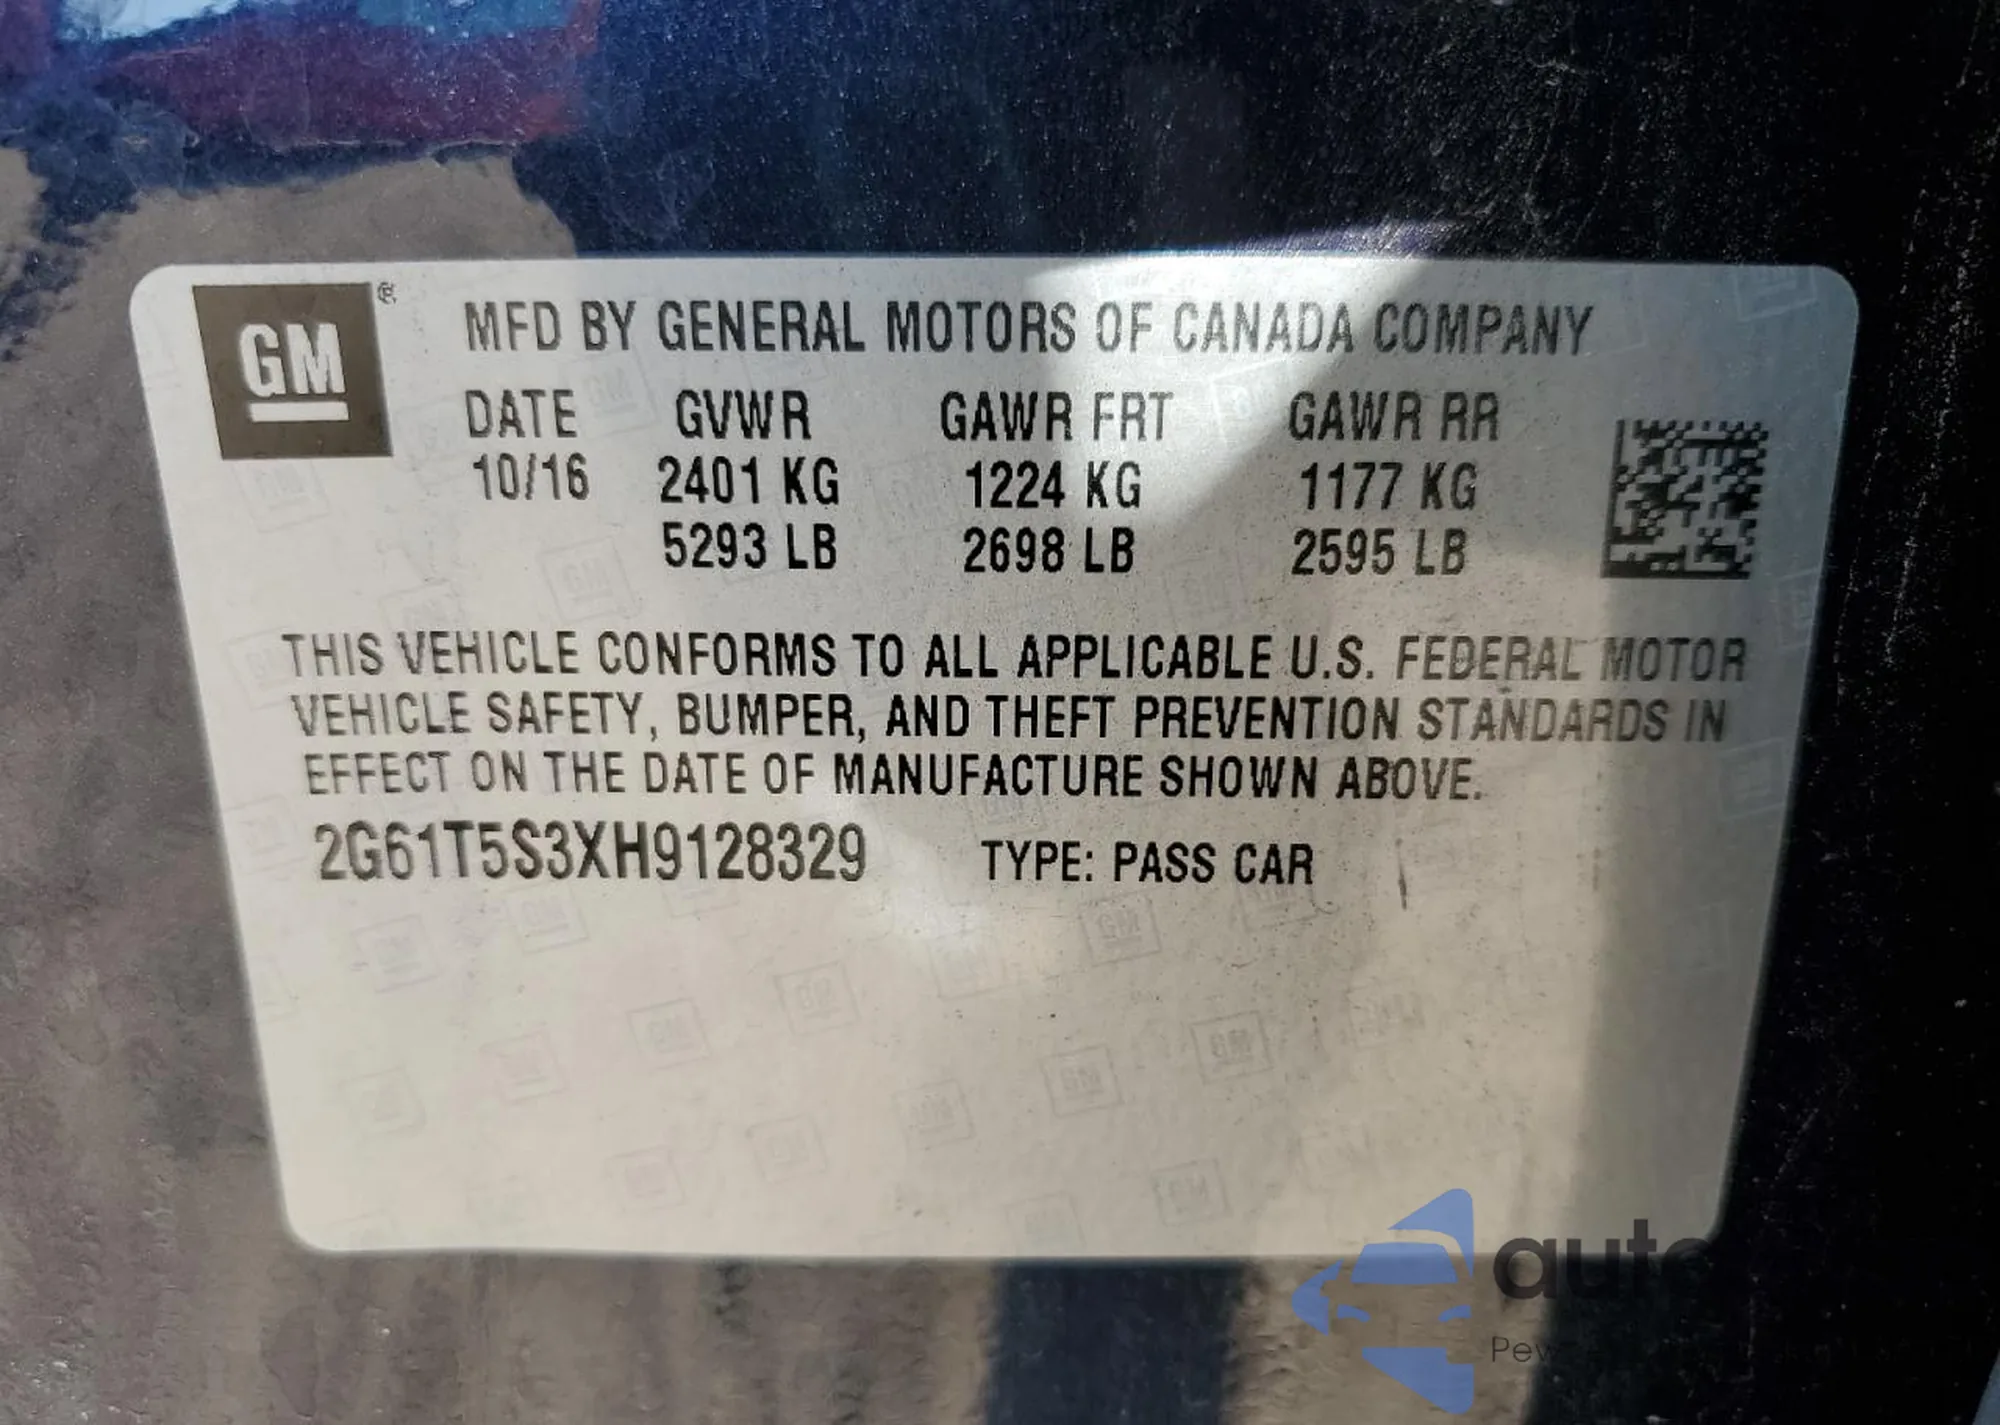 GM ®
MFD BY GENERAL MOTORS OF CANADA COMPANY
DATE GVWR GAWR FRT GAWR RR
10/16 2401 KG 1224 KG 1177 KG
5293 LB 2698 LB 2595 LB
THIS VEHICLE CONFORMS TO ALL APPLICABLE U.S. FEDERAL MOTOR
VEHICLE SAFETY, BUMPER, AND THEFT PREVENTION STANDARDS IN
EFFECT ON THE DATE OF MANUFACTURE SHOWN ABOVE.
2G61T5S3XH9128329 TYPE: PASS CAR